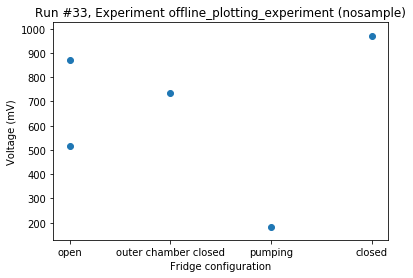 Run #33, Experiment offline_plotting_experiment (nosample)
1000
900
800
700
600
500
400
300
200
Voltage (mV)
open outer chamber closed pumping closed
Fridge configuration